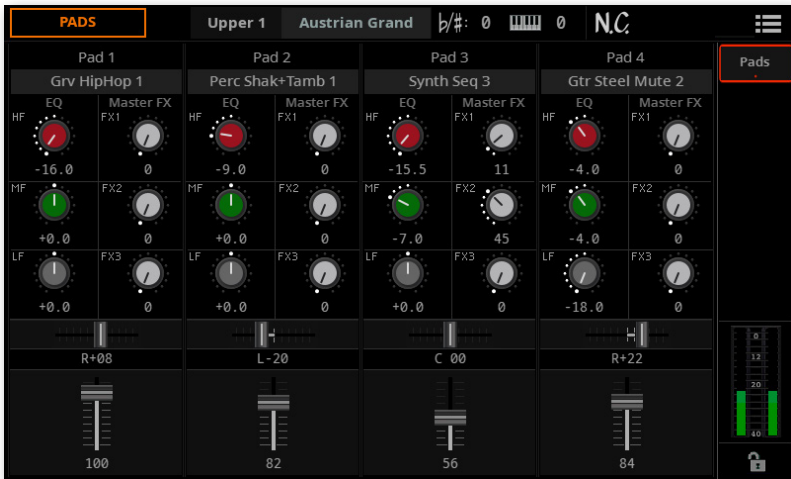 PADS Upper 1 Austrian Grand b/#: 0 0 N.C.
Pad 1 Pad 2 Pad 3 Pad 4 Pads
Grv HipHop 1 Perc Shak+Tamb 1 Synth Seq 3 Gtr Steel Mute 2
EQ Master FX EQ Master FX EQ Master FX EQ Master FX
HF FX1 HF FX1 HF FX1 HF FX1
-16.0 0 -9.0 0 -15.5 11 -4.0 0
MF FX2 MF FX2 MF FX2 MF FX2
+0.0 0 +0.0 0 -7.0 45 -4.0 0
LF FX3 LF FX3 LF FX3 LF FX3
+0.0 0 +0.0 0 +0.0 0 -18.0 0
R+08 L-20 C 00 R+22
0
12
20
40
100 82 56 84